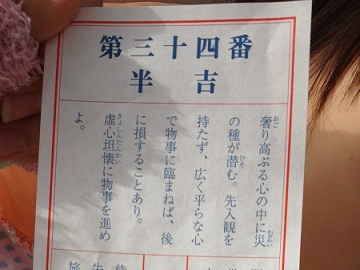 第三十四番
半吉
奢り高ぶる心の中に災
の種が潜む。先入観を
持たず、広く平らな心
で物事に臨まねば、後
に損することあり。
虚心坦懐に物事を進め
よ。